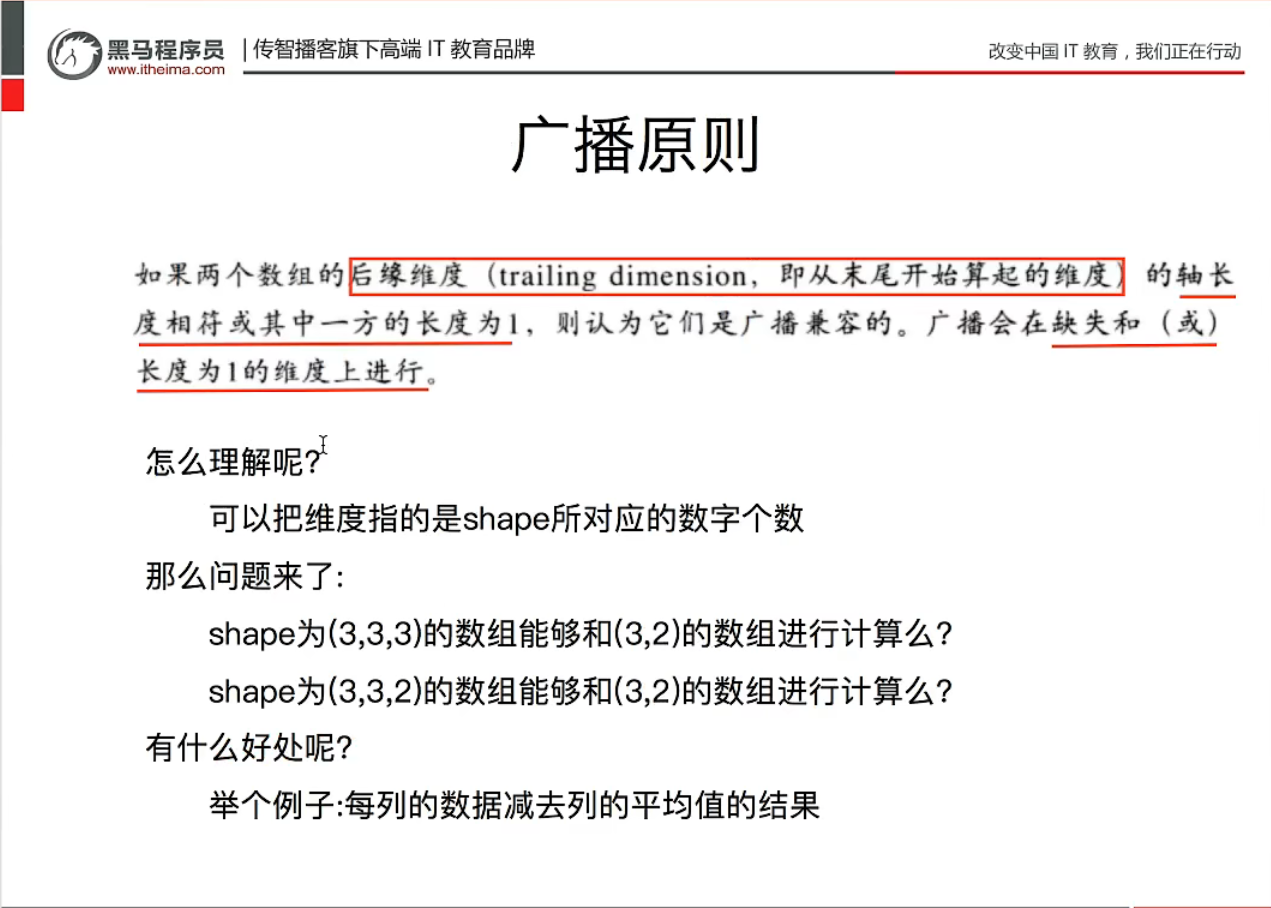 黑马程序员
www.itheima.com
传智播客旗下高端 IT 教育品牌
改变中国 IT 教育，我们正在行动
广播原则
如果两个数组的后缘维度（trailing dimension，即从末尾开始算起的维度）的轴长
度相符或其中一方的长度为1，则认为它们是广播兼容的。广播会在缺失和（或）
长度为1的维度上进行。
怎么理解呢?
可以把维度指的是shape所对应的数字个数
那么问题来了:
shape为(3,3,3)的数组能够和(3,2)的数组进行计算么?
shape为(3,3,2)的数组能够和(3,2)的数组进行计算么?
有什么好处呢?
举个例子:每列的数据减去列的平均值的结果